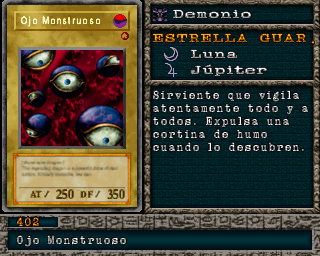 Ojo Monstruoso
AT/ 250 DF/ 350
Demonio
ESTRELLA GUAR.
Luna
Júpiter
Sirviente que vigila
atentamente todo y a
todos. Expulsa una
cortina de humo
cuando lo descubren.
402
Ojo Monstruoso